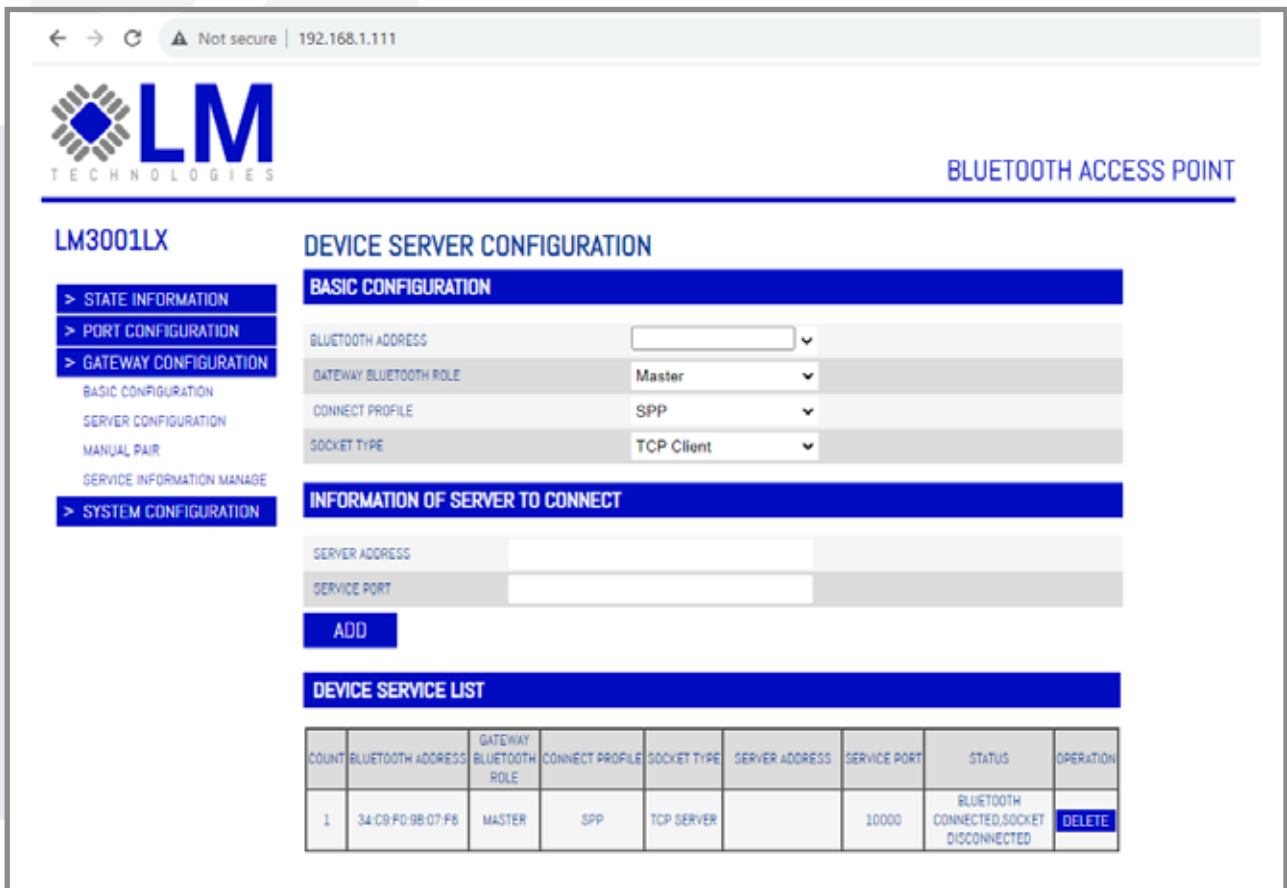 Not secure | 192.168.1.111
LM
TECHNOLOGIES
BLUETOOTH ACCESS POINT
LM3001LX
> STATE INFORMATION
> PORT CONFIGURATION
> GATEWAY CONFIGURATION
BASIC CONFIGURATION
SERVER CONFIGURATION
MANUAL PAIR
SERVICE INFORMATION MANAGE
> SYSTEM CONFIGURATION
DEVICE SERVER CONFIGURATION
BASIC CONFIGURATION
BLUETOOTH ADDRESS
GATEWAY BLUETOOTH ROLE Master
CONNECT PROFILE SPP
SOCKET TYPE TCP Client
INFORMATION OF SERVER TO CONNECT
SERVER ADDRESS
SERVICE PORT
ADD
DEVICE SERVICE LIST
COUNT BLUETOOTH ADDRESS GATEWAY BLUETOOTH ROLE CONNECT PROFILE SOCKET TYPE SERVER ADDRESS SERVICE PORT STATUS OPERATION
1 34:C9:F0:98:07:F6 MASTER SPP TCP SERVER 10000 BLUETOOTH CONNECTED,SOCKET DISCONNECTED DELETE